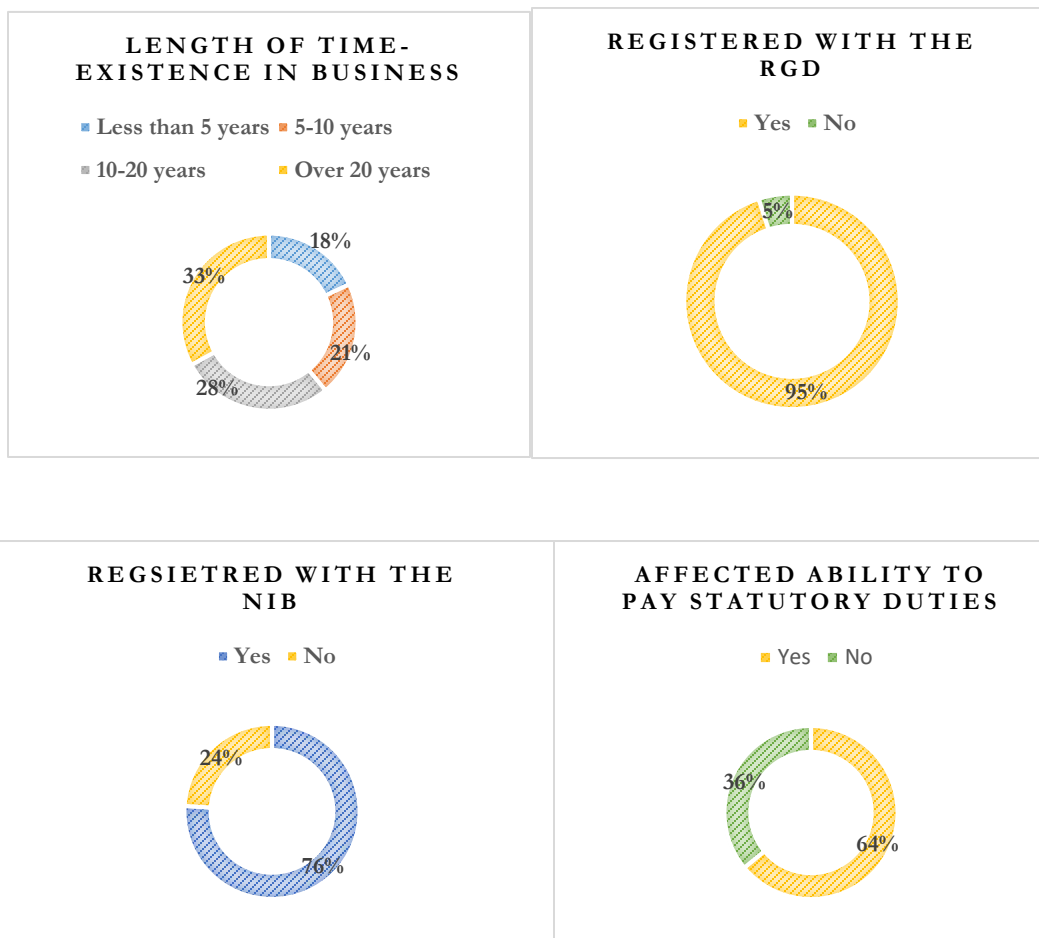 LENGTH OF TIME-
EXISTENCE IN BUSINESS
Less than 5 years 5-10 years
10-20 years Over 20 years
18%
33%
21%
28%
REGISTERED WITH THE
RGD
Yes No
5%
95%
REGSIETRED WITH THE
NIB
Yes No
24%
76%
AFFECTED ABILITY TO
PAY STATUTORY DUTIES
Yes No
36%
64%